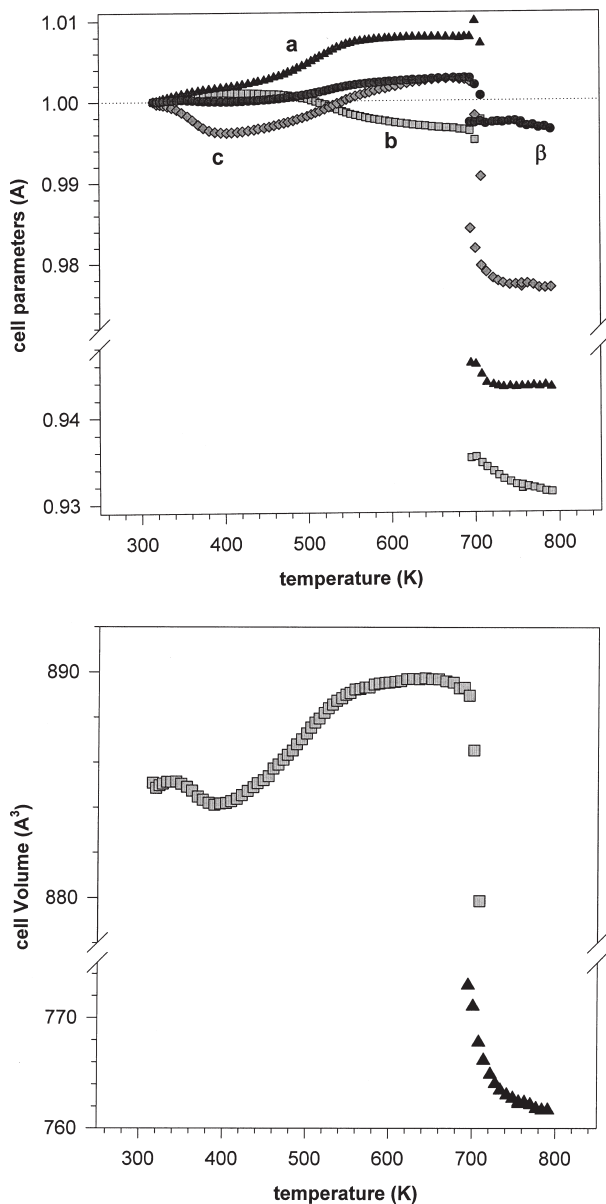 1.01
a
1.00
c
b
β
0.99
0.98
cell parameters (A)
0.94
0.93
300 400 500 600 700 800
temperature (K)
890
880
cell Volume (A³)
770
760
300 400 500 600 700 800
temperature (K)